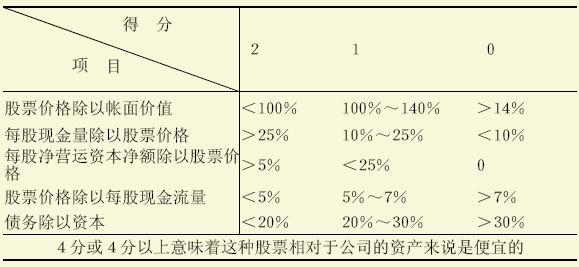 得 分
项 目
2 1 0
股票价格除以帐面价值 <100% 100%~140% >14%
每股现金量除以股票价格 >25% 10%~25% <10%
每股净营运资本净额除以股票价
格 >5% <25% 0
股票价格除以每股现金流量 <5% 5%~7% >7%
债务除以资本 <20% 20%~30% >30%
4分或4分以上意味着这种股票相对于公司的资产来说是便宜的